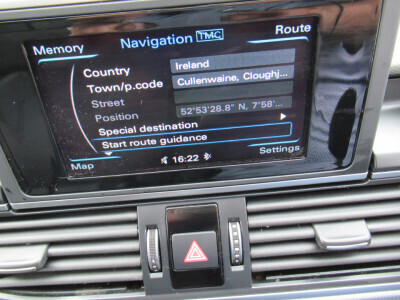 Memory Navigation TMC Route
Country Ireland
Town/p.code Cullenwaine, Cloughj...
Street
Position 52°53'28.8" N, 7°58'...
Special destination
Start route guidance
Map 16:22 Settings